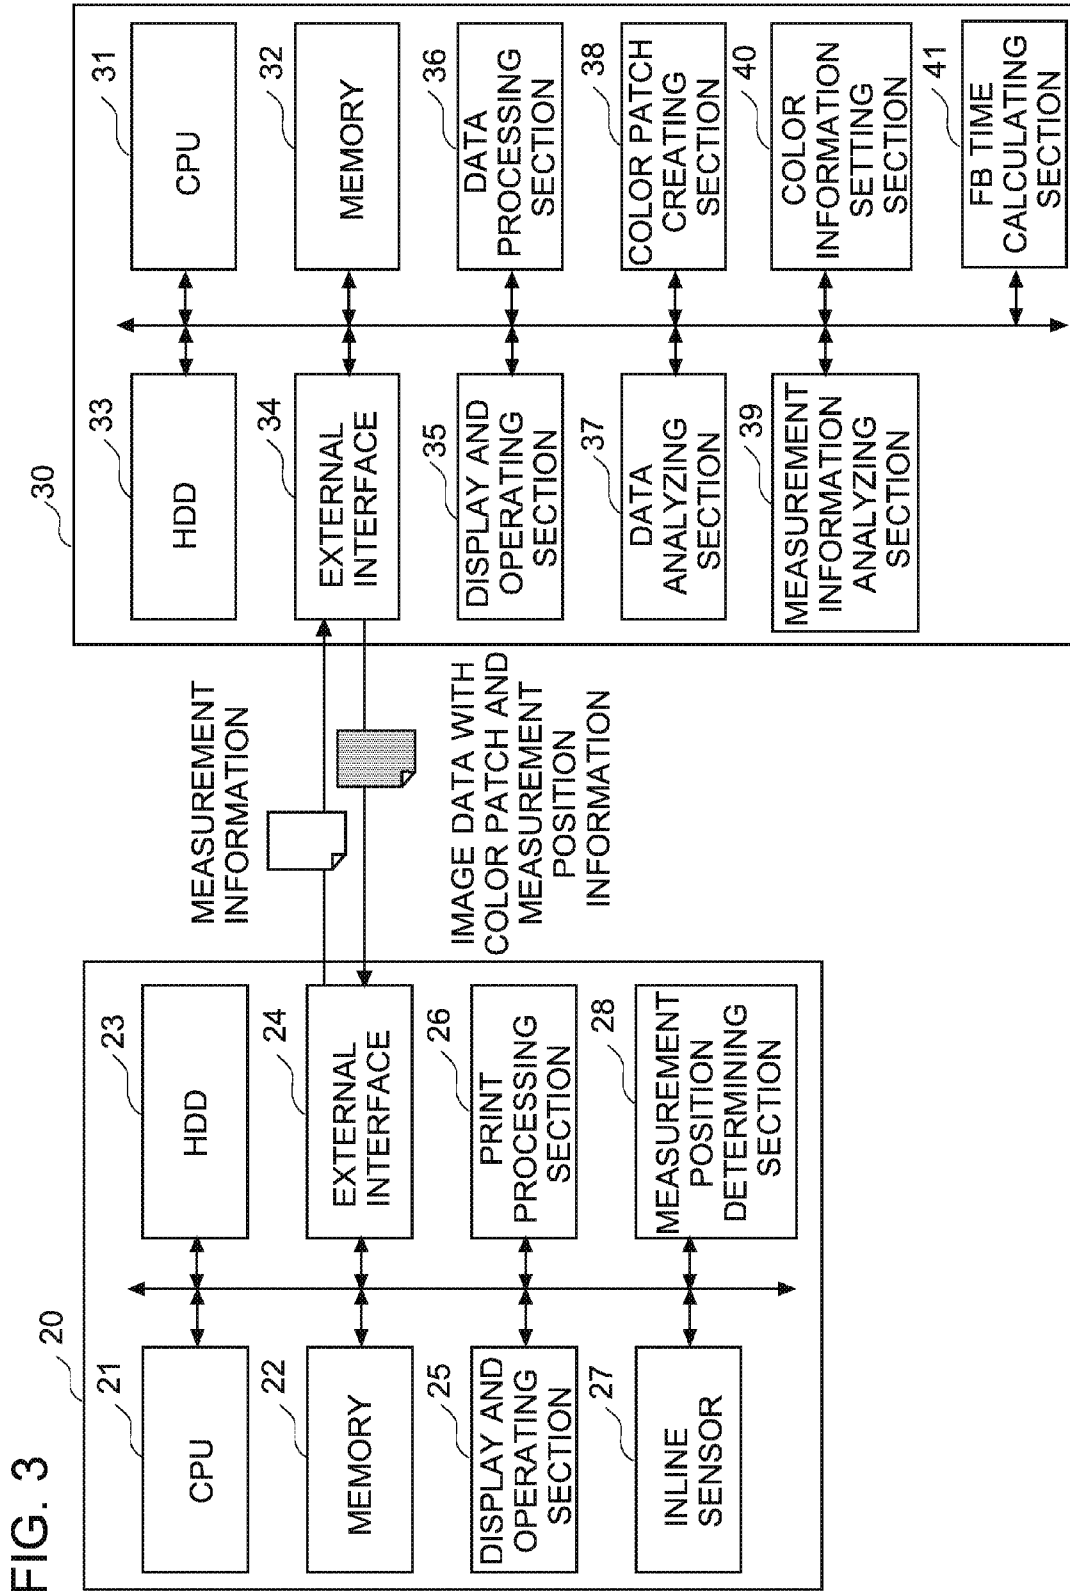 FIG. 3
20
21
CPU
23
HDD
22
MEMORY
24
EXTERNAL
INTERFACE
25
DISPLAY AND
OPERATING
SECTION
26
PRINT
PROCESSING
SECTION
27
INLINE
SENSOR
28
MEASUREMENT
POSITION
DETERMINING
SECTION
MEASUREMENT
INFORMATION
IMAGE DATA WITH
COLOR PATCH AND
MEASUREMENT
POSITION
INFORMATION
30
33
HDD
31
CPU
34
EXTERNAL
INTERFACE
32
MEMORY
35
DISPLAY AND
OPERATING
SECTION
36
DATA
PROCESSING
SECTION
37
DATA
ANALYZING
SECTION
38
COLOR PATCH
CREATING
SECTION
39
MEASUREMENT
INFORMATION
ANALYZING
SECTION
40
COLOR
INFORMATION
SETTING
SECTION
41
FB TIME
CALCULATING
SECTION